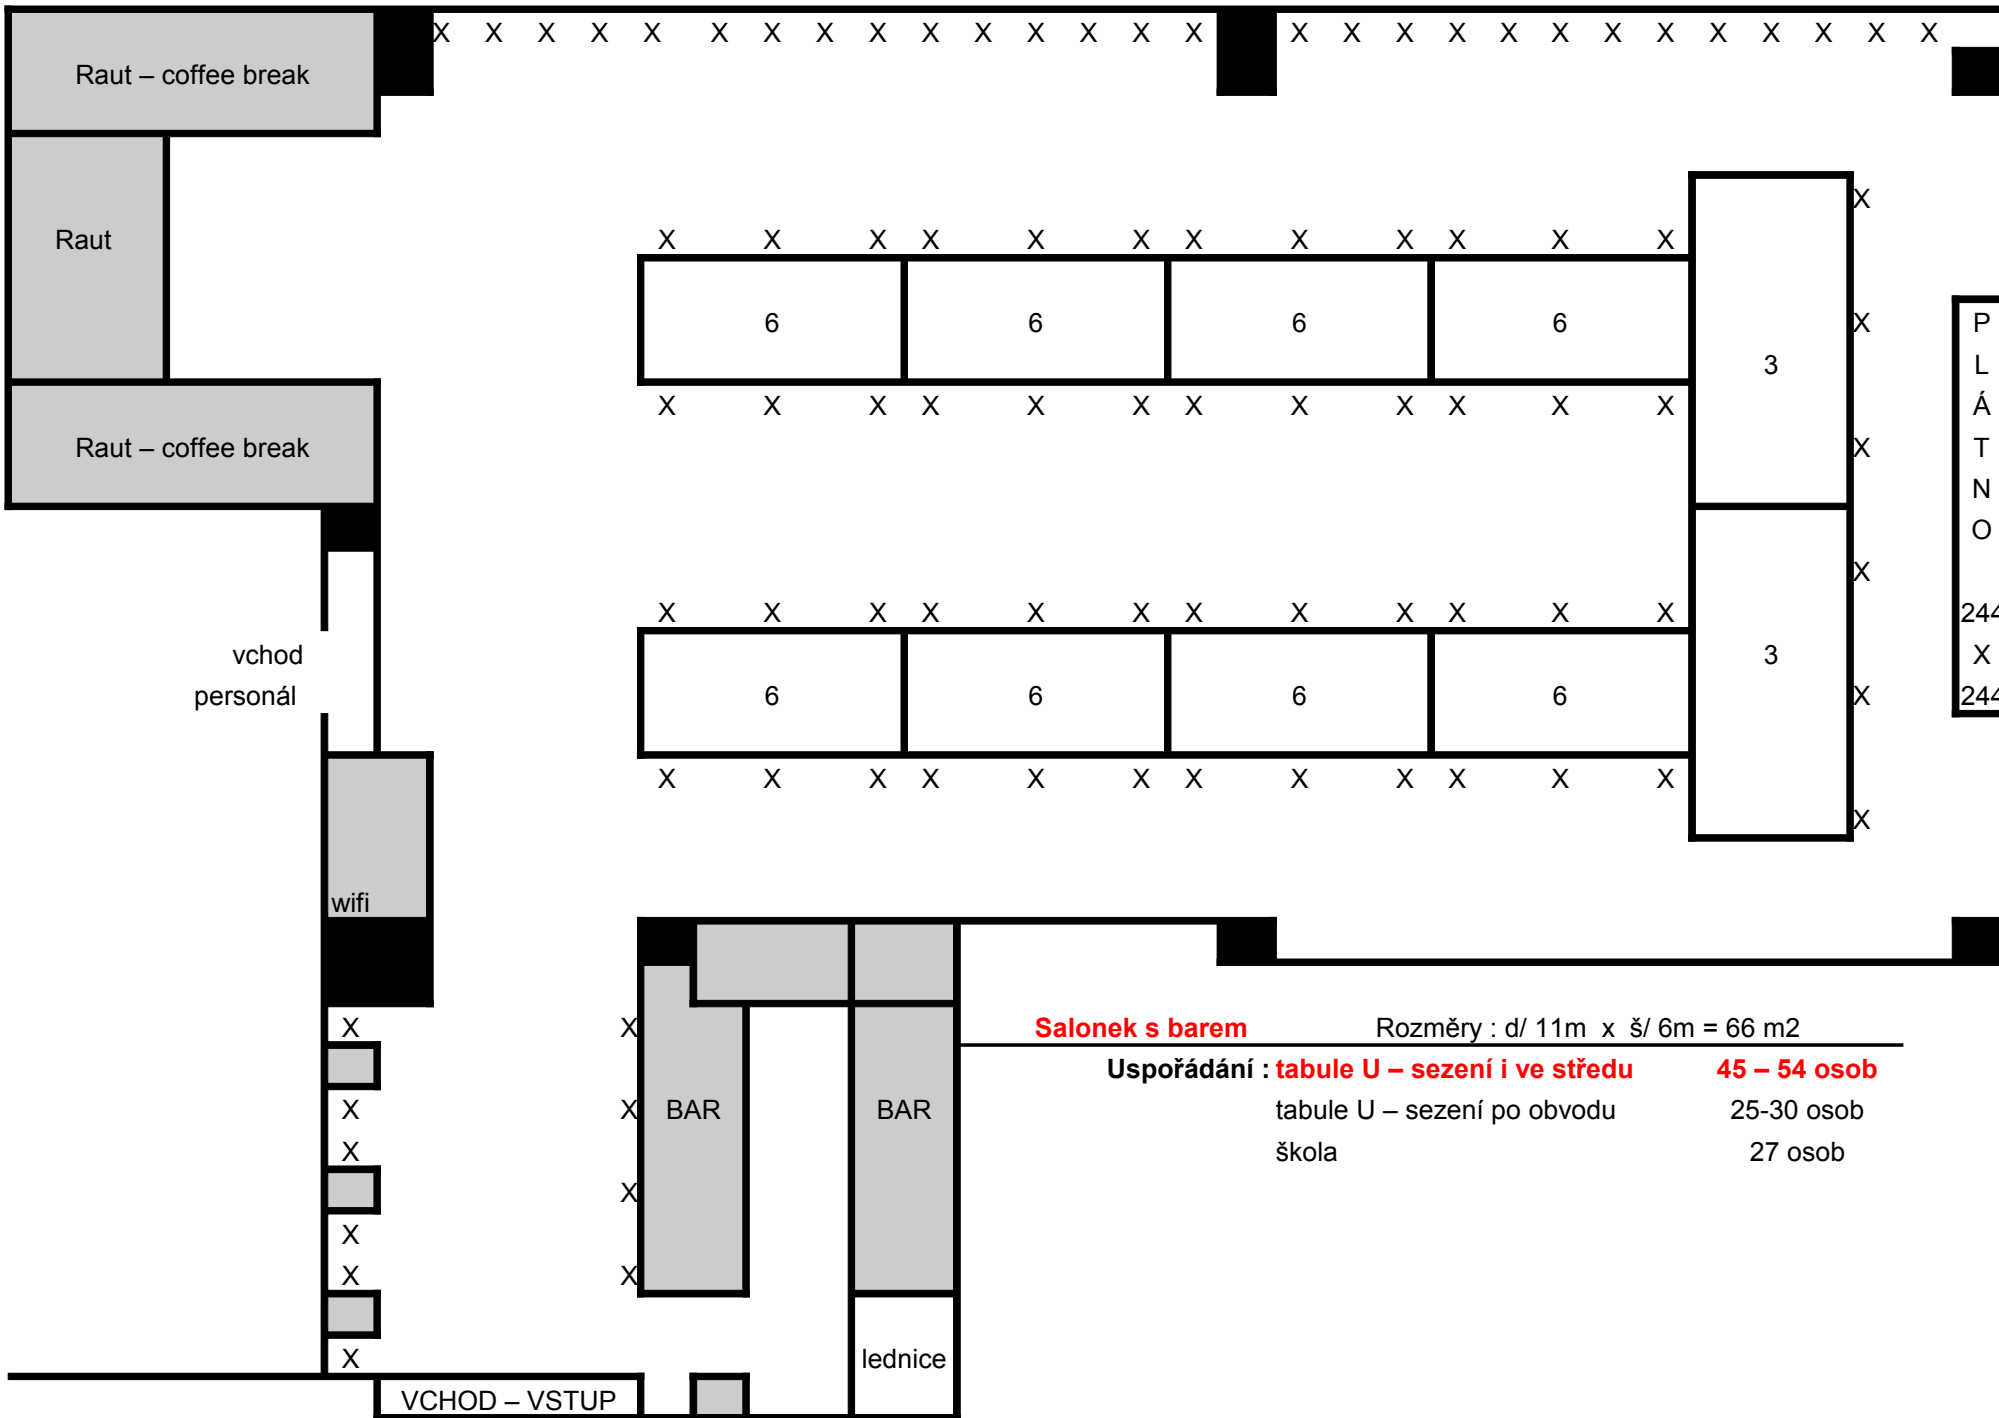 X X X X X X X X X X X X X X X X X X X X X X X X X X X X
Raut – coffee break
X
Raut
X X X X X X X X X X X X
6 6 6 6 X P
3 L
X X X X X X X X X X X X Á
Raut – coffee break X T
N
O
X
X X X X X X X X X X X X 244
vchod 3 X
personál 6 6 6 6 X 244
X X X X X X X X X X X X
X
wifi
X X Salonek s barem Rozměry : d/ 11m x š/ 6m = 66 m2
Uspořádání : tabule U – sezení i ve středu 45 – 54 osob
X X BAR BAR tabule U – sezení po obvodu 25-30 osob
X škola 27 osob
X
X
X X
X lednice
VCHOD – VSTUP